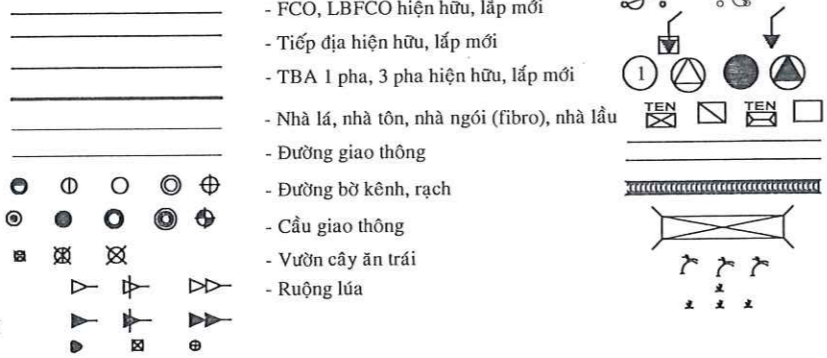 - FCO, LBFCO hiện hữu, lắp mới
- Tiếp địa hiện hữu, lắp mới
- TBA 1 pha, 3 pha hiện hữu, lắp mới
1
- Nhà lá, nhà tôn, nhà ngói (fibro), nhà lầu
TEN
TEN
- Đường giao thông
- Đường bờ kênh, rạch
- Cầu giao thông
- Vườn cây ăn trái
- Ruộng lúa